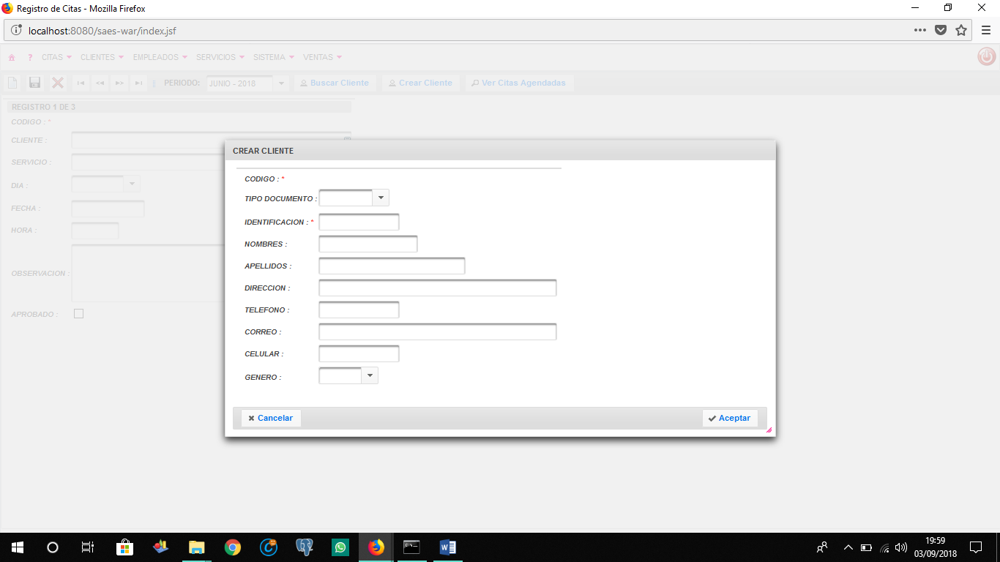 Registro de Citas - Mozilla Firefox
localhost:8080/saes-war/index.jsf
? CITAS CLIENTES EMPLEADOS SERVICIOS SISTEMA VENTAS
PERIODO: JUNIO - 2018 Buscar Cliente Crear Cliente Ver Citas Agendadas
REGISTRO 1 DE 3
CODIGO : *
CLIENTE :
SERVICIO :
DIA :
FECHA :
HORA :
OBSERVACION :
APROBADO :
CREAR CLIENTE
CODIGO : *
TIPO DOCUMENTO :
IDENTIFICACION : *
NOMBRES :
APELLIDOS :
DIRECCION :
TELEFONO :
CORREO :
CELULAR :
GENERO :
Cancelar Aceptar
19:59
03/09/2018